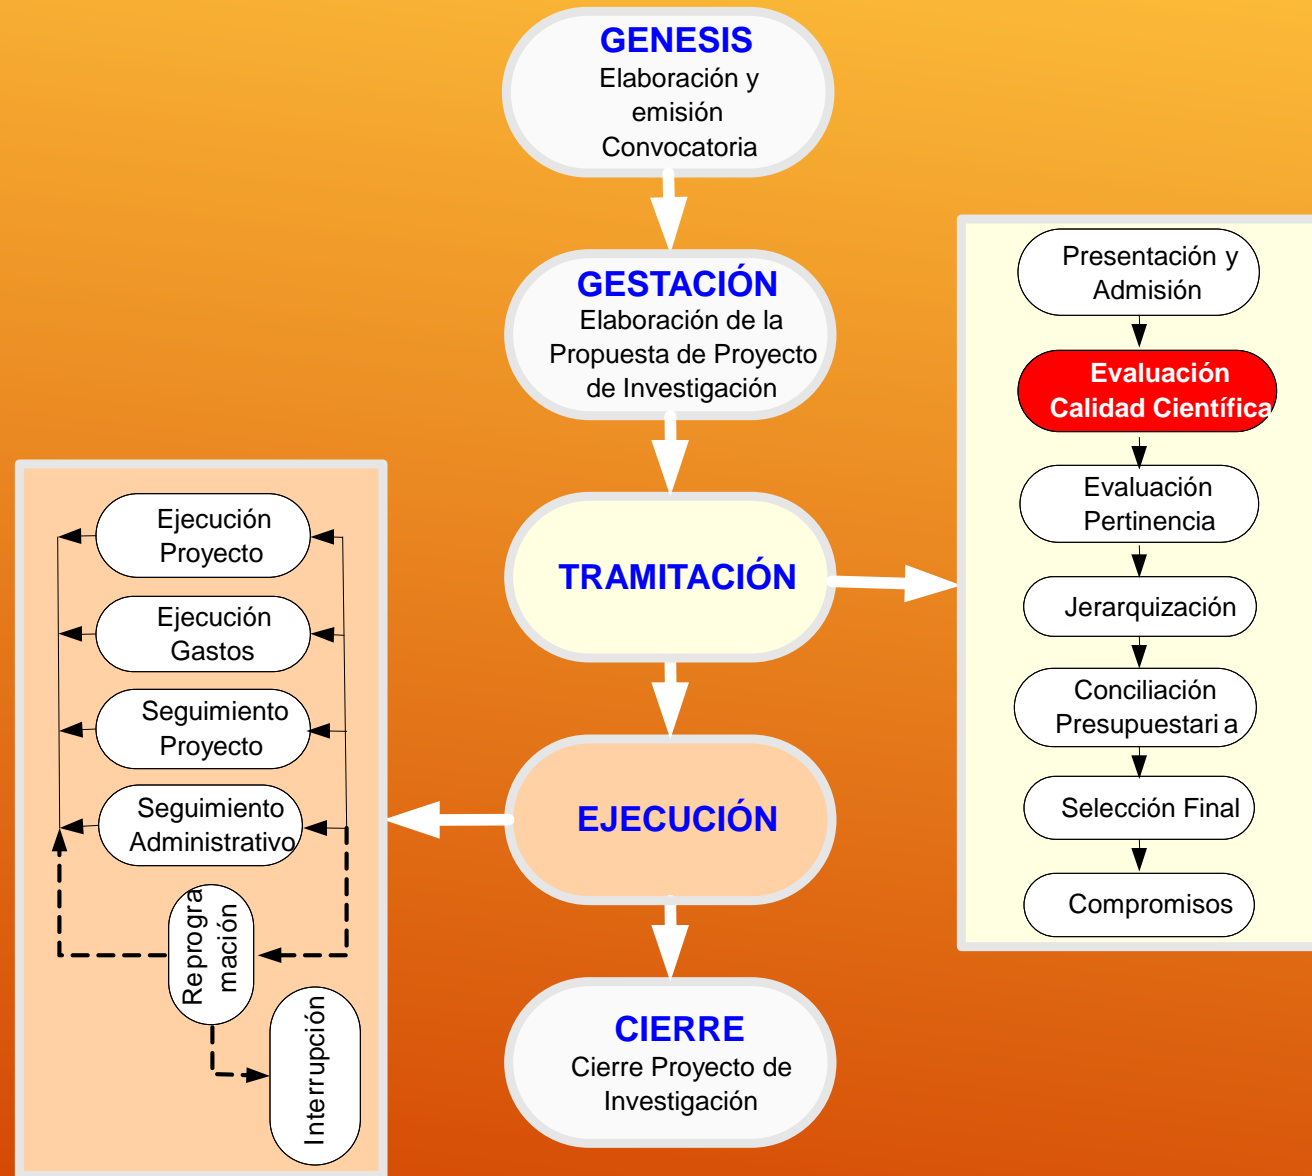 GENESIS
Elaboración y
emisión
Convocatoria
GESTACIÓN
Elaboración de la
Propuesta de Proyecto
de Investigación
TRAMITACIÓN
EJECUCIÓN
CIERRE
Cierre Proyecto de
Investigación
Presentación y
Admisión
Evaluación
Calidad Científica
Evaluación
Pertinencia
Jerarquización
Conciliación
Presupuestaria
Selección Final
Compromisos
Ejecución
Proyecto
Ejecución
Gastos
Seguimiento
Proyecto
Seguimiento
Administrativo
Reprogra
mación
Interrupción